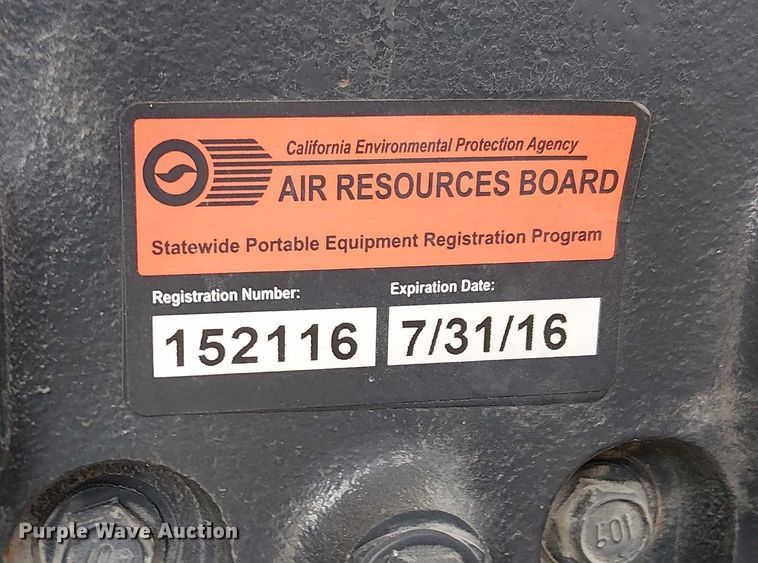 California Environmental Protection Agency
AIR RESOURCES BOARD
Statewide Portable Equipment Registration Program
Registration Number: Expiration Date:
152116 7/31/16
Purple Wave Auction